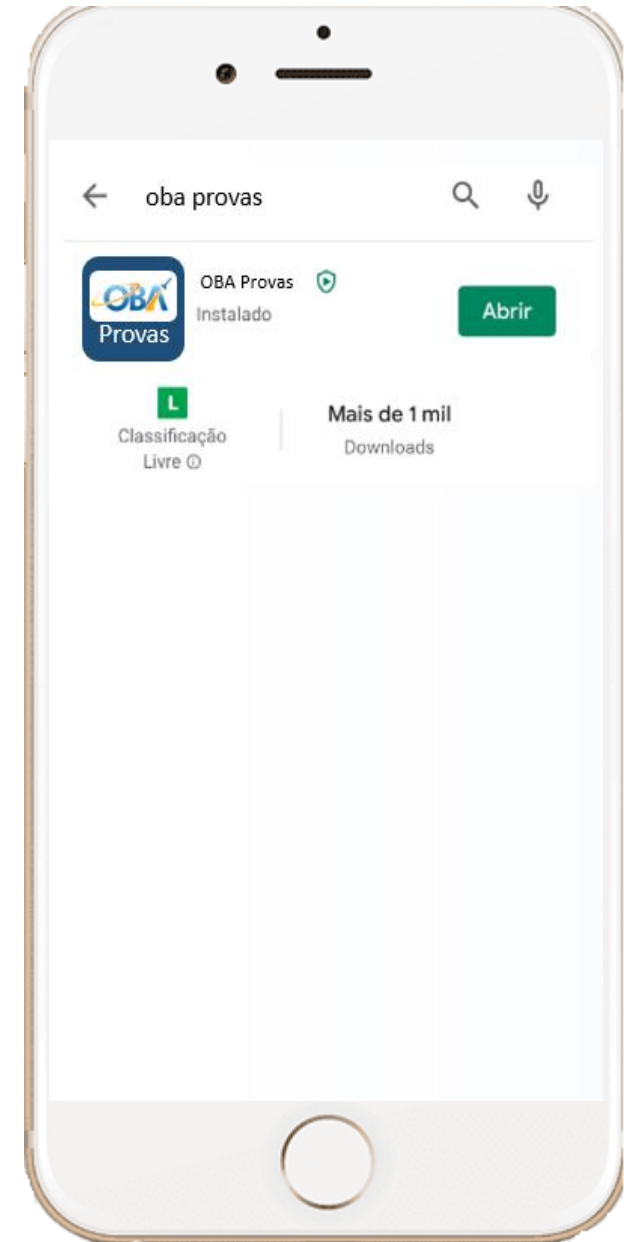 oba provas
OBA
Provas
OBA Provas
Instalado
Abrir
L
Classificação
Livre
Mais de 1 mil
Downloads